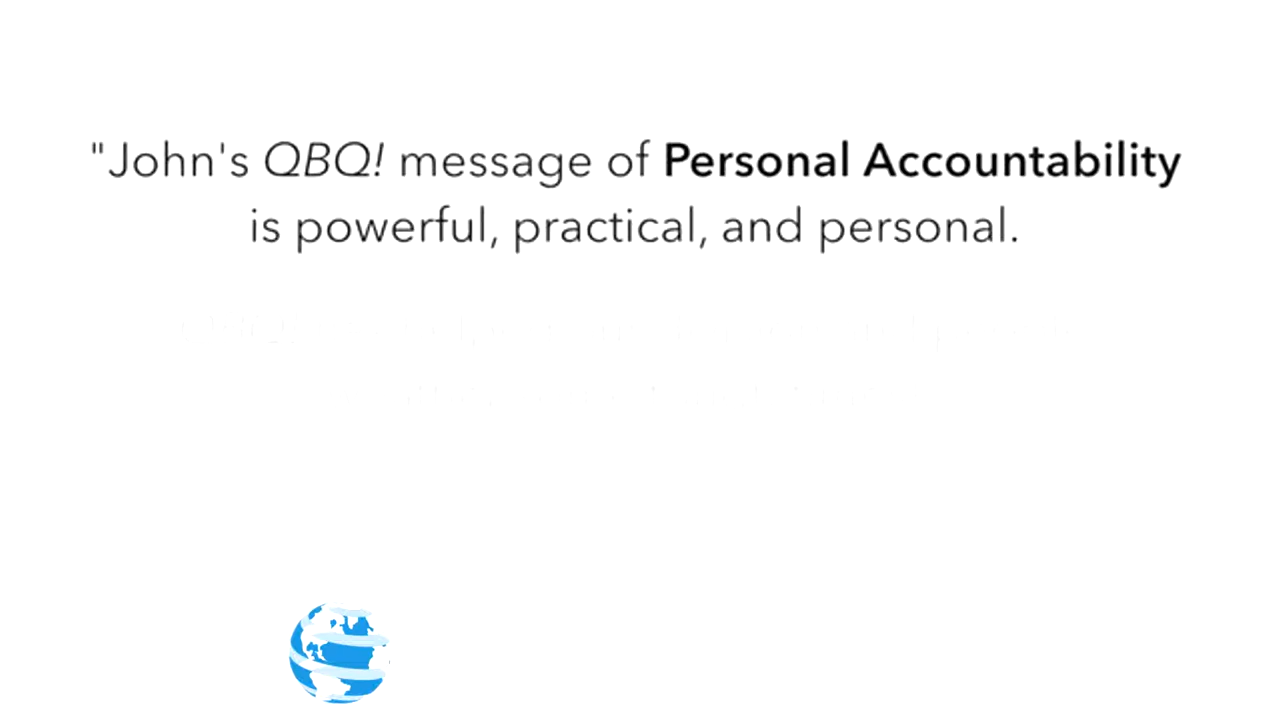 "John's QBQ! message of Personal Accountability
is powerful, practical, and personal.